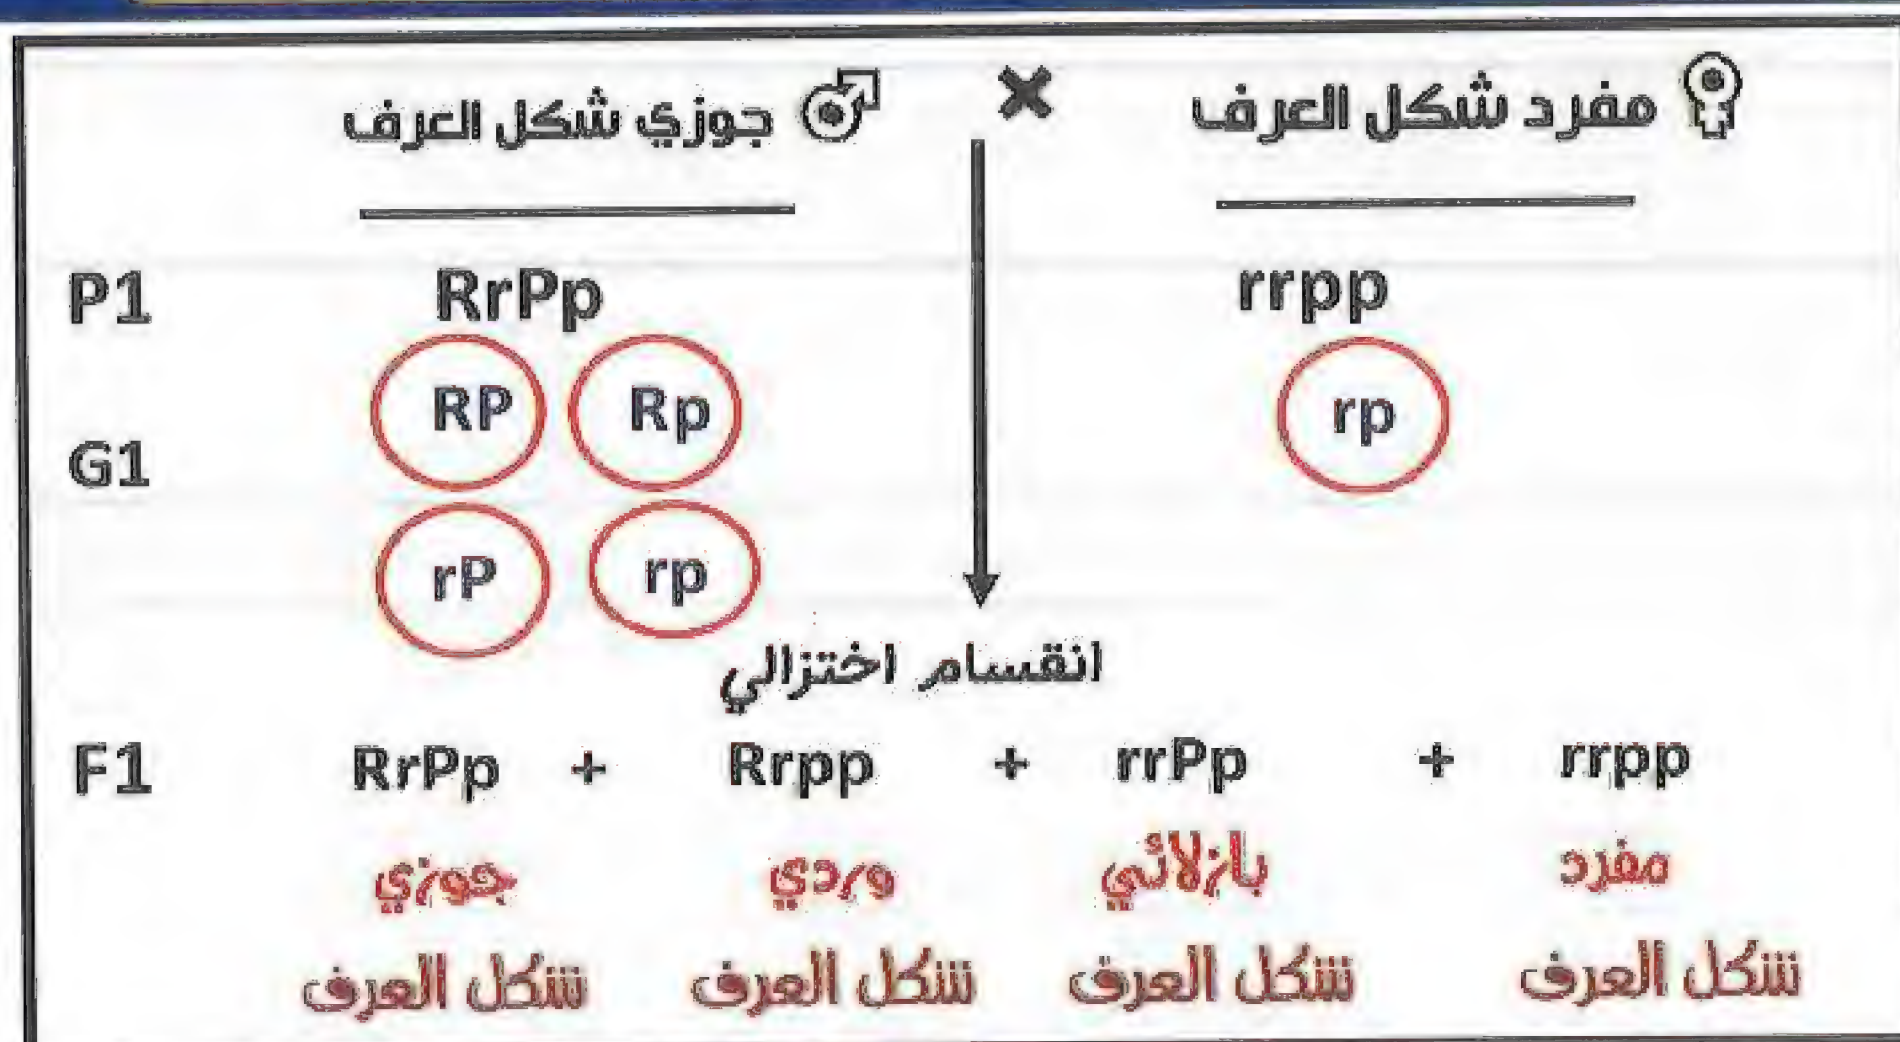 ♂ جوزي شكل العرف × ♀ مفرد شكل العرف
P1 RrPp rrpp
RP Rp rp
G1
rP rp
انقسام اختزالي
F1 RrPp + Rrpp + rrPp + rrpp
جوزي وردي بازلائي مفرد
شكل العرف شكل العرف شكل العرف شكل العرف